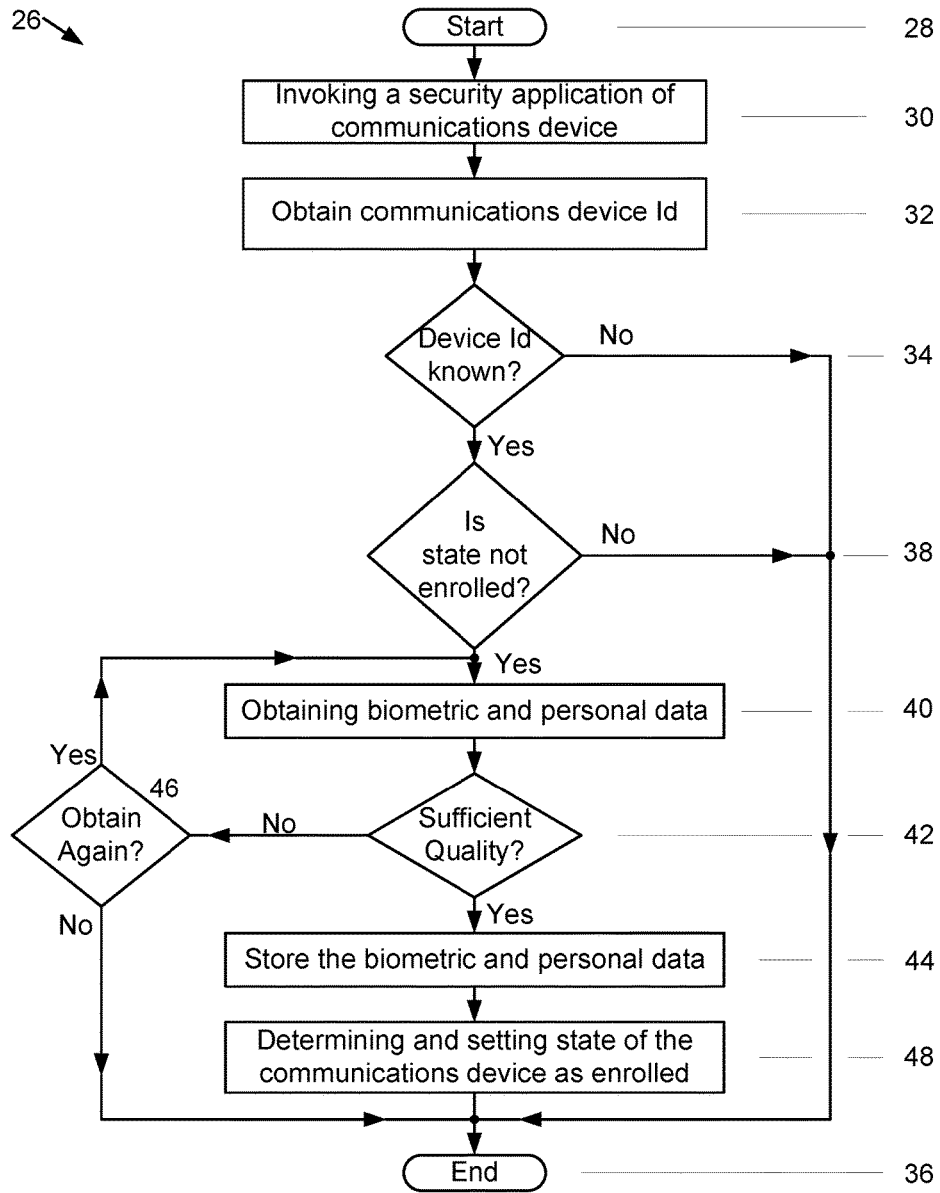 26
Start
28
Invoking a security application of
communications device
30
Obtain communications device Id
32
Device Id
known?
No
34
Yes
Is
state not
enrolled?
No
38
Yes
Obtaining biometric and personal data
40
Yes
46
Obtain
Again?
No
Sufficient
Quality?
42
No
Yes
Store the biometric and personal data
44
Determining and setting state of the
communications device as enrolled
48
End
36